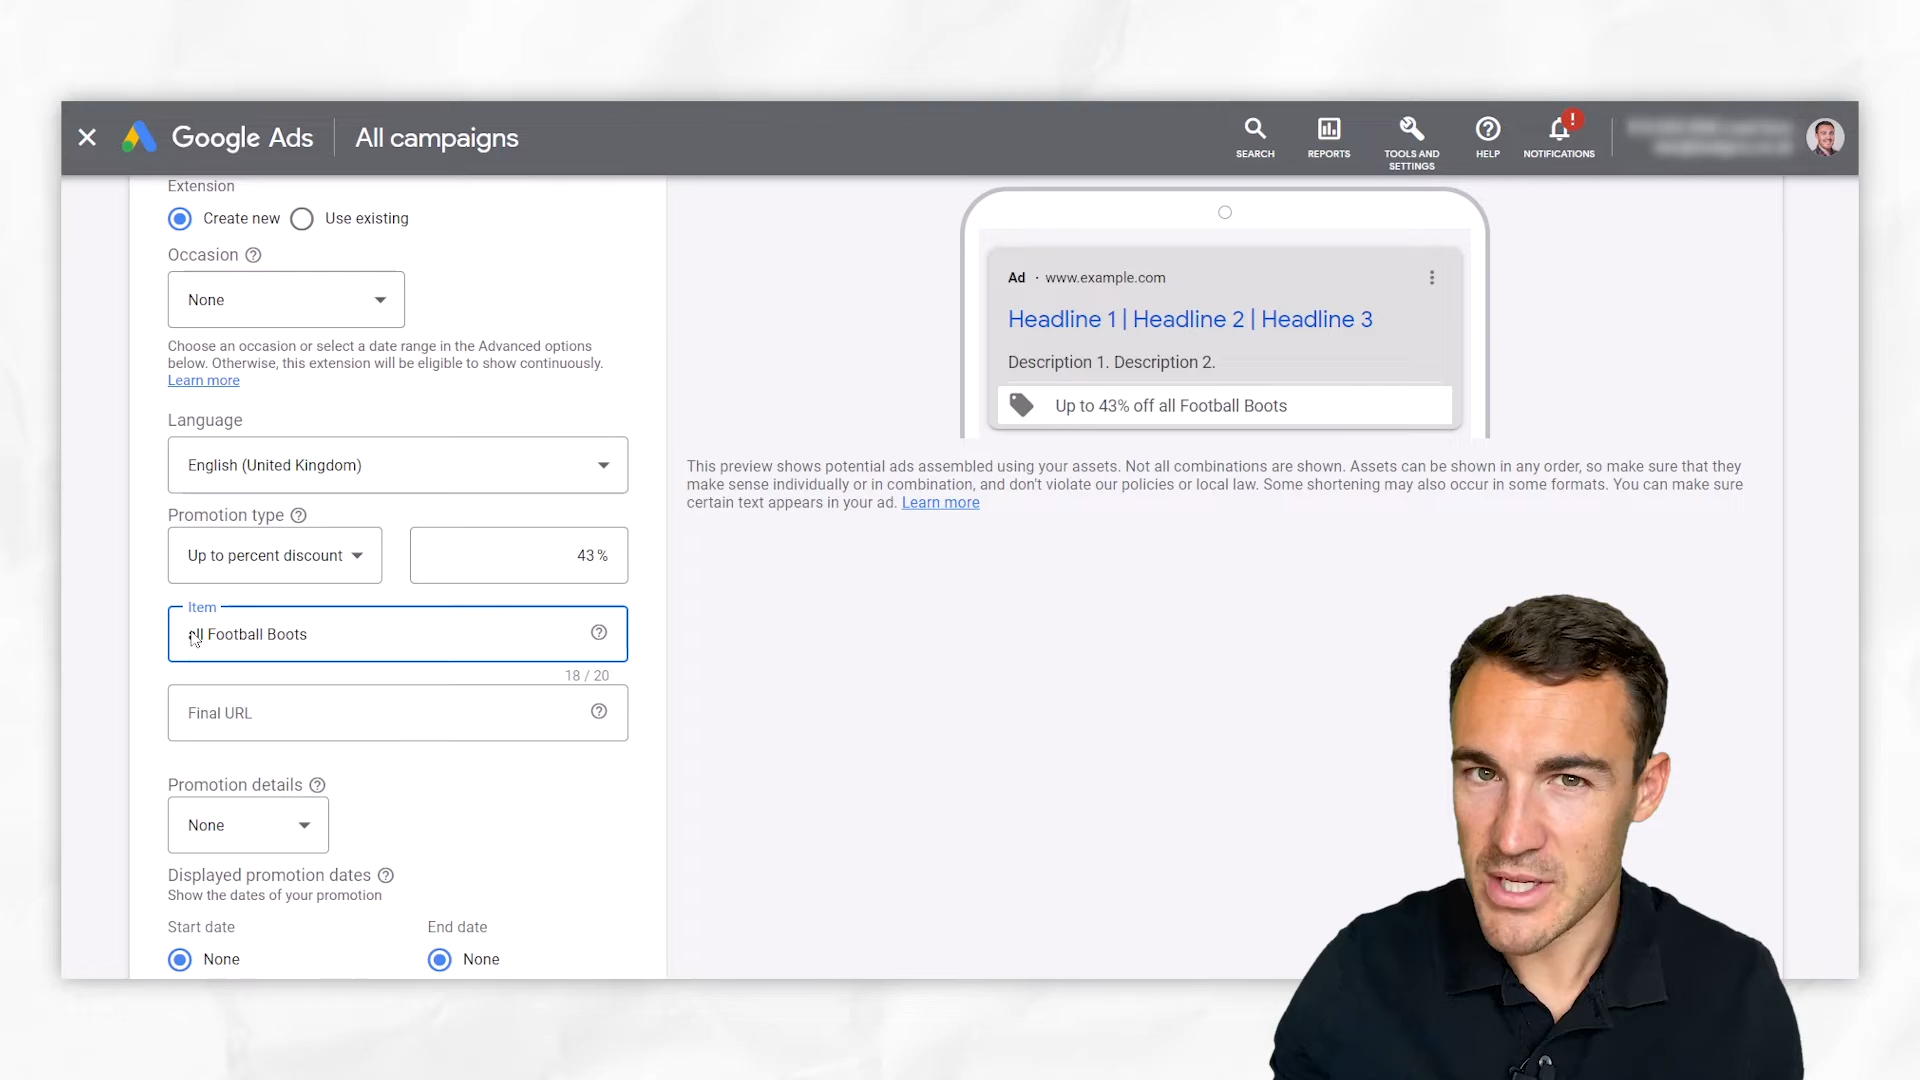 Google Ads
All campaigns
SEARCH
REPORTS
TOOLS AND
SETTINGS
HELP
!
NOTIFICATIONS
Extension
Create new
Use existing
Occasion
None
Choose an occasion or select a date range in the Advanced options
below. Otherwise, this extension will be eligible to show continuously.
Learn more
Language
English (United Kingdom)
Promotion type
Up to percent discount
43 %
Item
all Football Boots
18 / 20
Final URL
Promotion details
None
Displayed promotion dates
Show the dates of your promotion
Start date
End date
None
None
Ad · www.example.com
Headline 1 | Headline 2 | Headline 3
Description 1. Description 2.
Up to 43% off all Football Boots
This preview shows potential ads assembled using your assets. Not all combinations are shown. Assets can be shown in any order, so make sure that they
make sense individually or in combination, and don't violate our policies or local law. Some shortening may also occur in some formats. You can make sure
certain text appears in your ad. Learn more